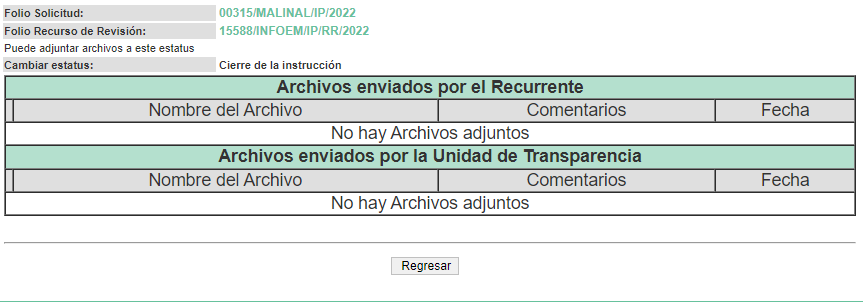 Folio Solicitud: 00315/MALINAL/IP/2022
Folio Recurso de Revisión: 15588/INFOEM/IP/RR/2022
Puede adjuntar archivos a este estatus
Cambiar estatus: Cierre de la instrucción
Archivos enviados por el Recurrente
Nombre del Archivo Comentarios Fecha
No hay Archivos adjuntos
Archivos enviados por la Unidad de Transparencia
Nombre del Archivo Comentarios Fecha
No hay Archivos adjuntos
Regresar